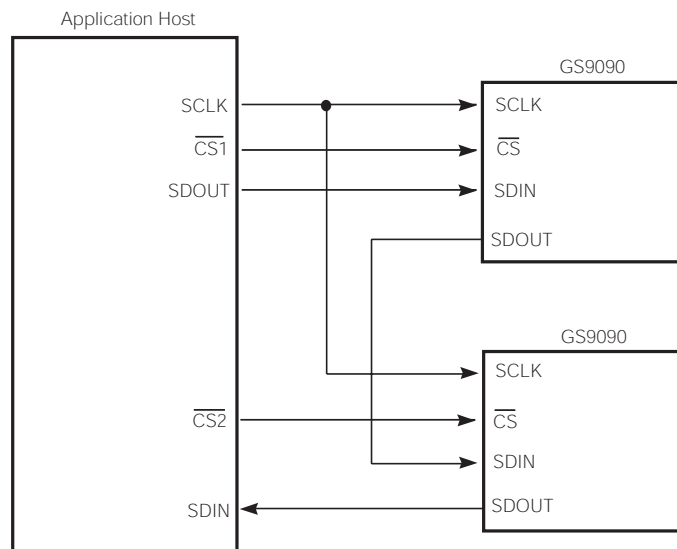 Application Host
SCLK
CS1
SDOUT
CS2
SDIN
GS9090
SCLK
CS
SDIN
SDOUT
GS9090
SCLK
CS
SDIN
SDOUT